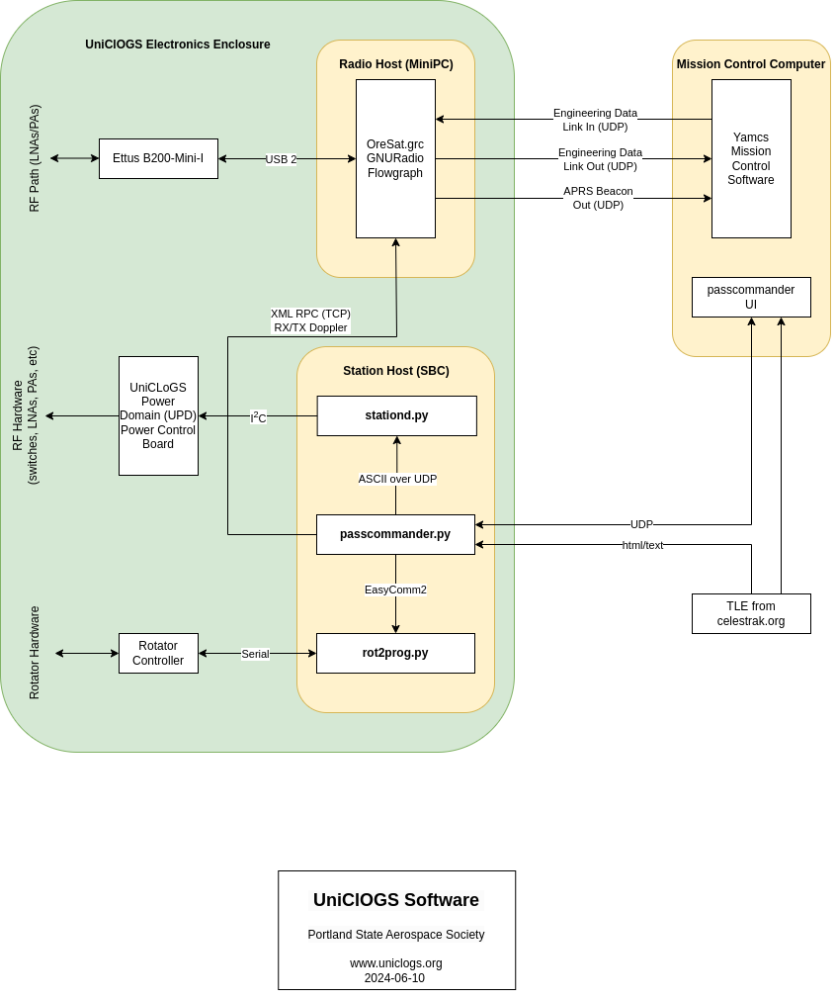 UniClOGS Electronics Enclosure
Radio Host (MiniPC)
Mission Control Computer
RF Path (LNAs/PAs)
Ettus B200-Mini-I
USB 2
OreSat.grc
GNURadio
Flowgraph
Engineering Data
Link In (UDP)
Engineering Data
Link Out (UDP)
APRS Beacon
Out (UDP)
Yamcs
Mission
Control
Software
passcommander
UI
XML RPC (TCP)
RX/TX Doppler
Station Host (SBC)
RF Hardware
(switches, LNAs, PAs, etc)
UniCLoGS
Power
Domain (UPD)
Power Control
Board
I2C
stationd.py
ASCII over UDP
passcommander.py
UDP
html/text
EasyComm2
TLE from
celestrak.org
Rotator Hardware
Rotator
Controller
Serial
rot2prog.py
UniClOGS Software
Portland State Aerospace Society
www.uniclogs.org
2024-06-10